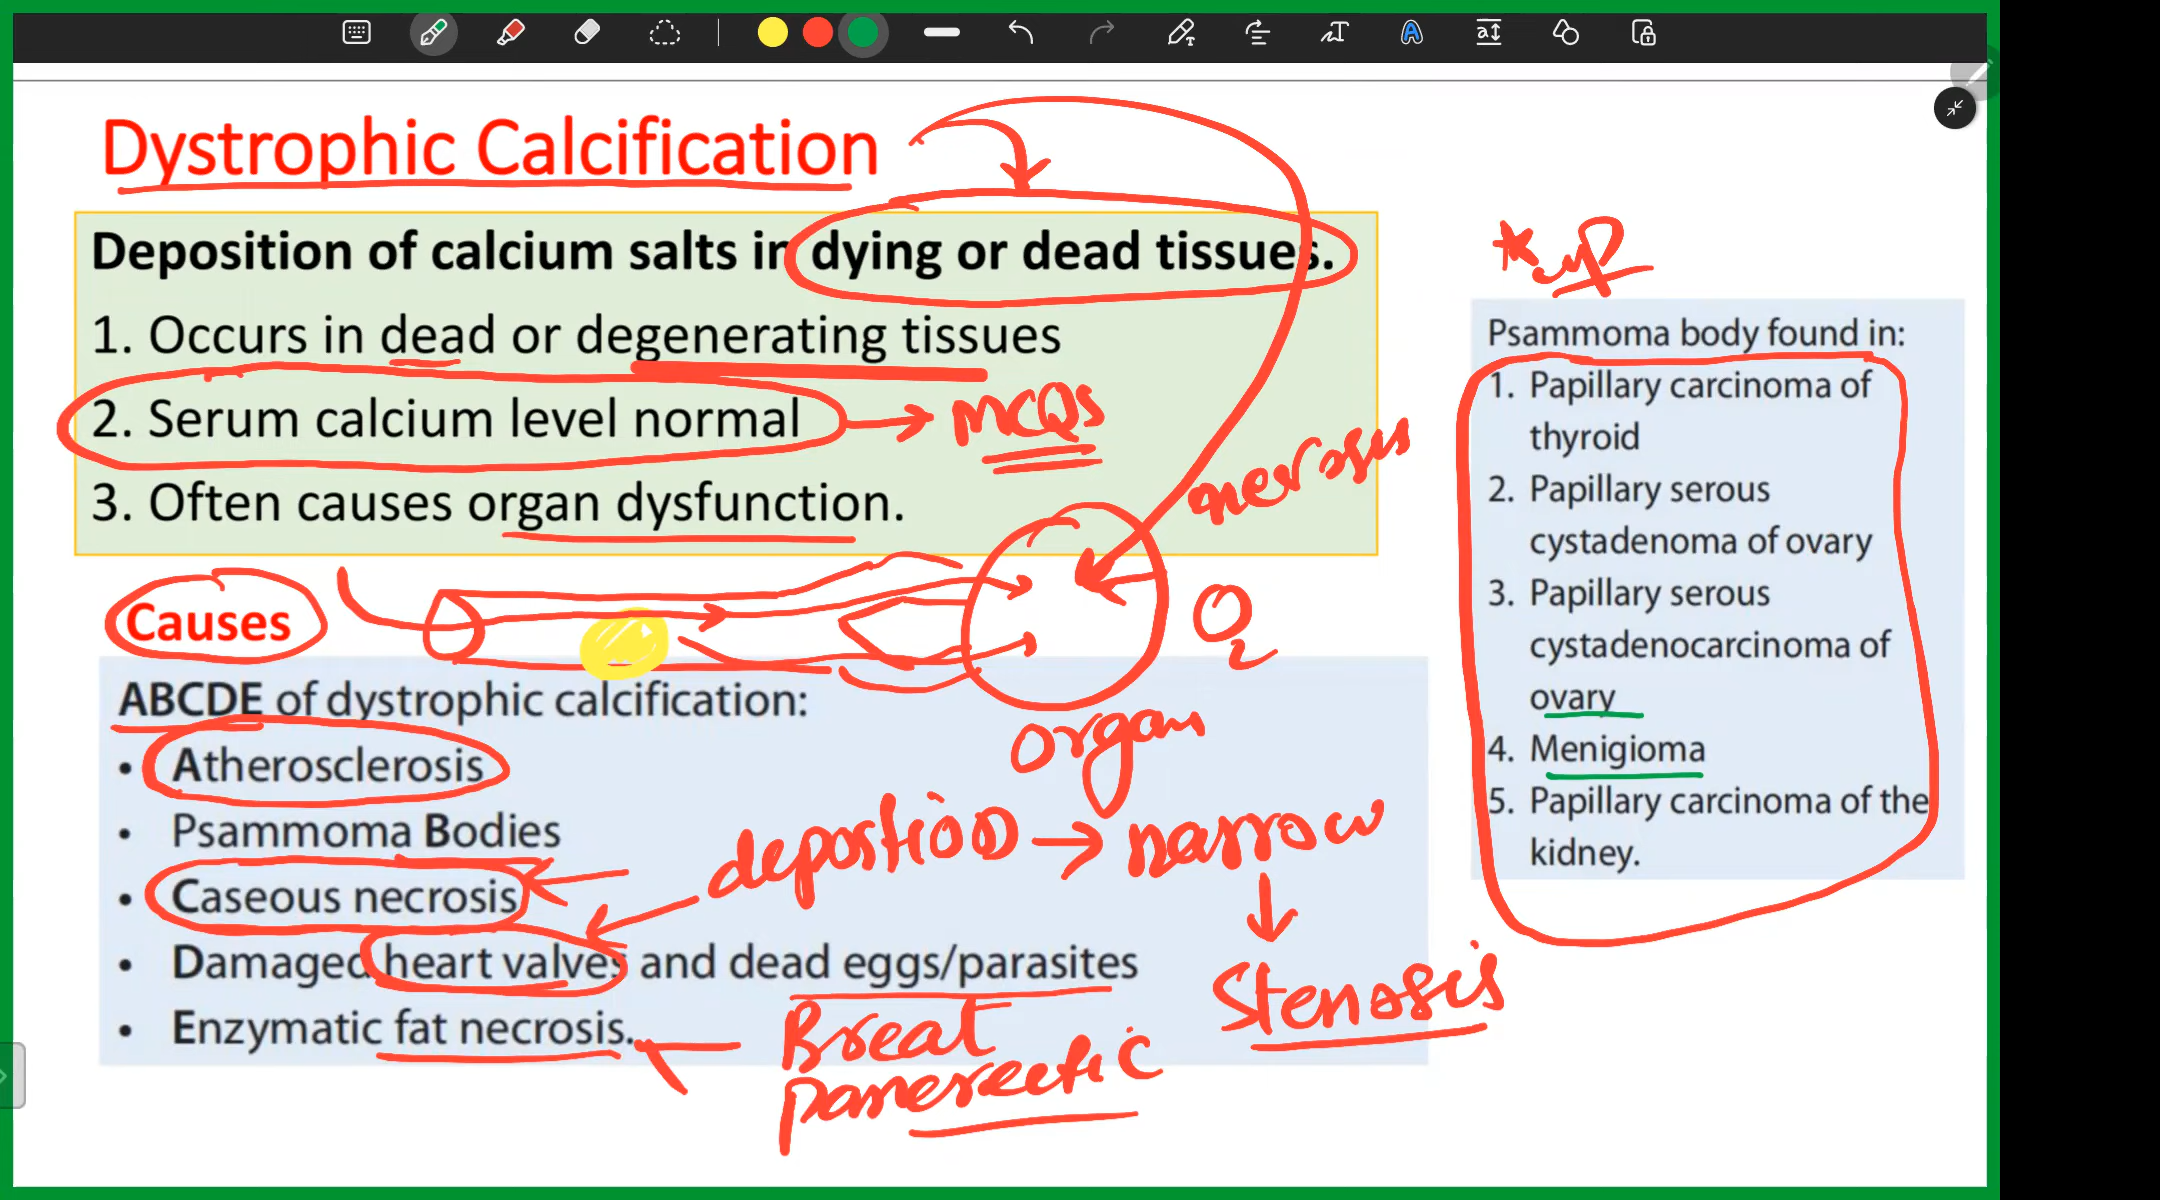 Dystrophic Calcification
Deposition of calcium salts in dying or dead tissues.
1. Occurs in dead or degenerating tissues
2. Serum calcium level normal → MCQs
3. Often causes organ dysfunction.
necrosis
Causes
O2
organ
ABCDE of dystrophic calcification:
• Atherosclerosis
• Psammoma Bodies
• Caseous necrosis
• Damaged heart valves and dead eggs/parasites
• Enzymatic fat necrosis.
depostion → narrow
↓
Stenosis
Breat
pancreatic
* IMP
Psammoma body found in:
1. Papillary carcinoma of
thyroid
2. Papillary serous
cystadenoma of ovary
3. Papillary serous
cystadenocarcinoma of
ovary
4. Menigioma
5. Papillary carcinoma of the
kidney.